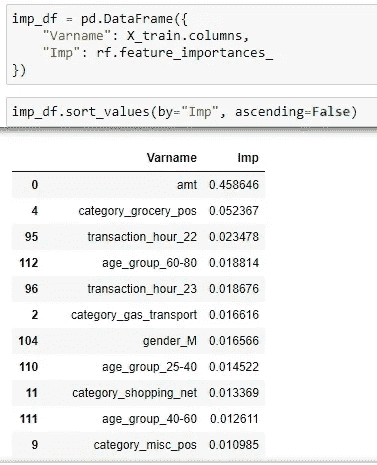 imp_df = pd.DataFrame({
"Varname": X_train.columns,
"Imp": rf.feature_importances_
})
imp_df.sort_values(by="Imp", ascending=False)
Varname Imp
0 amt 0.458646
4 category_grocery_pos 0.052367
95 transaction_hour_22 0.023478
112 age_group_60-80 0.018814
96 transaction_hour_23 0.018676
2 category_gas_transport 0.016616
104 gender_M 0.016566
110 age_group_25-40 0.014522
11 category_shopping_net 0.013369
111 age_group_40-60 0.012611
9 category_misc_pos 0.010985